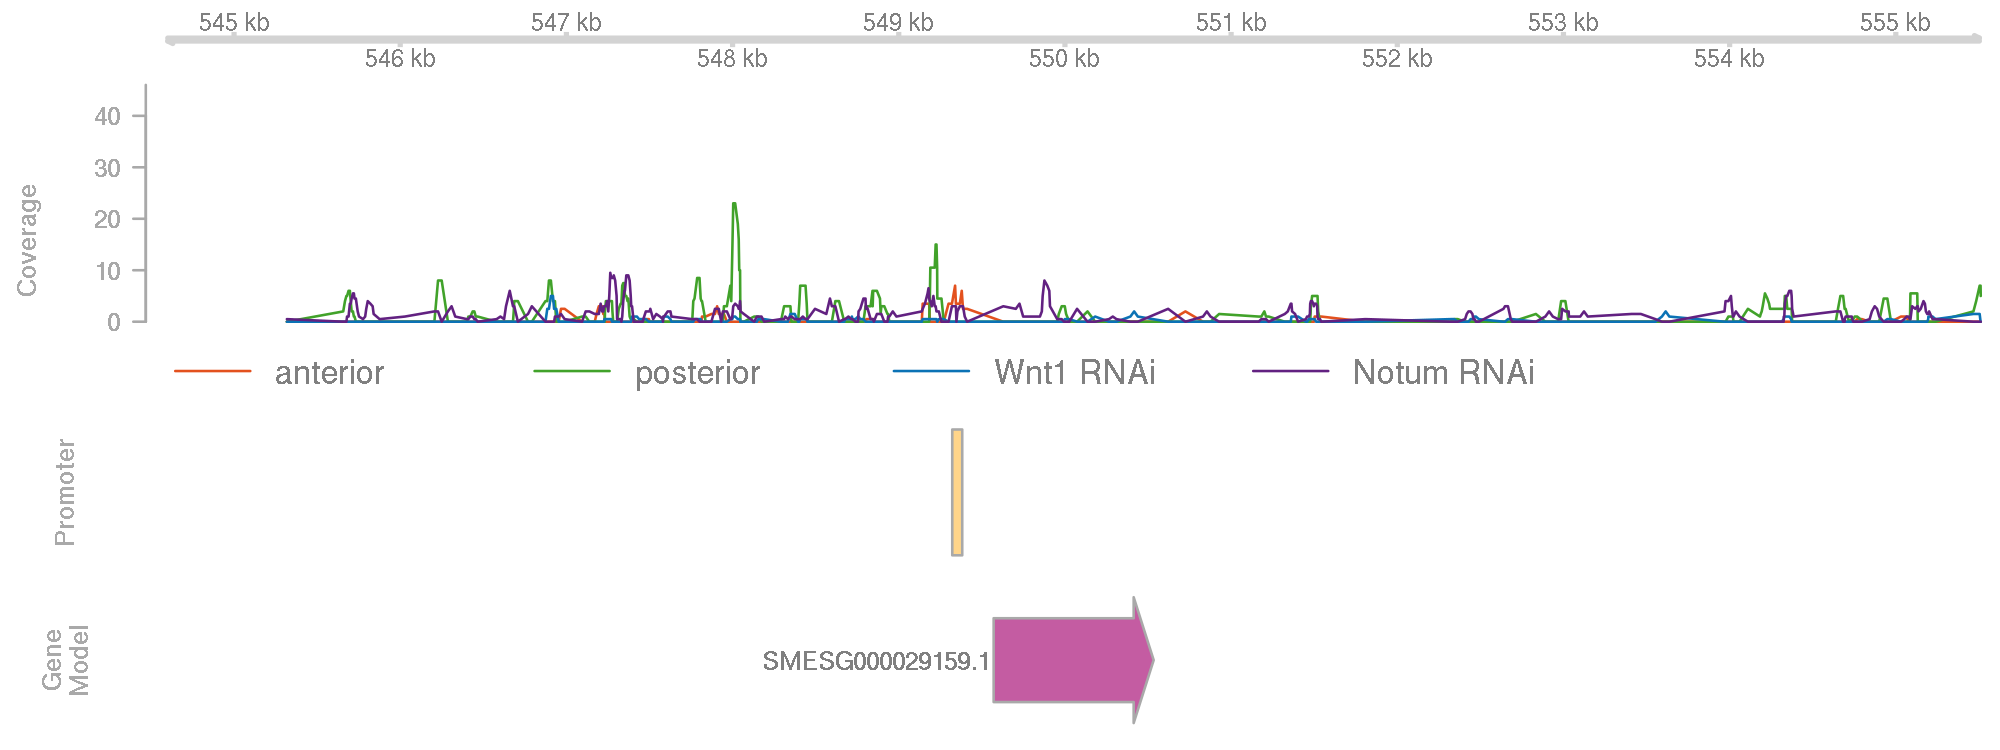 545 kb 547 kb 549 kb 551 kb 553 kb 555 kb
546 kb 548 kb 550 kb 552 kb 554 kb
Coverage
40
30
20
10
0
anterior posterior Wnt1 RNAi Notum RNAi
Promoter
Gene
Model
SMESG000029159.1